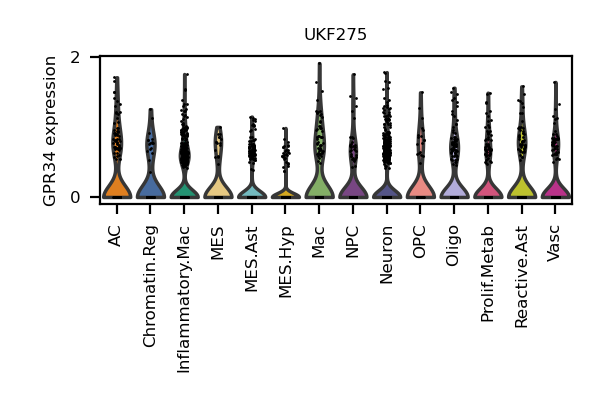 UKF275
GPR34 expression
2
0
AC
Chromatin.Reg
Inflammatory.Mac
MES
MES.Ast
MES.Hyp
Mac
NPC
Neuron
OPC
Oligo
Prolif.Metab
Reactive.Ast
Vasc